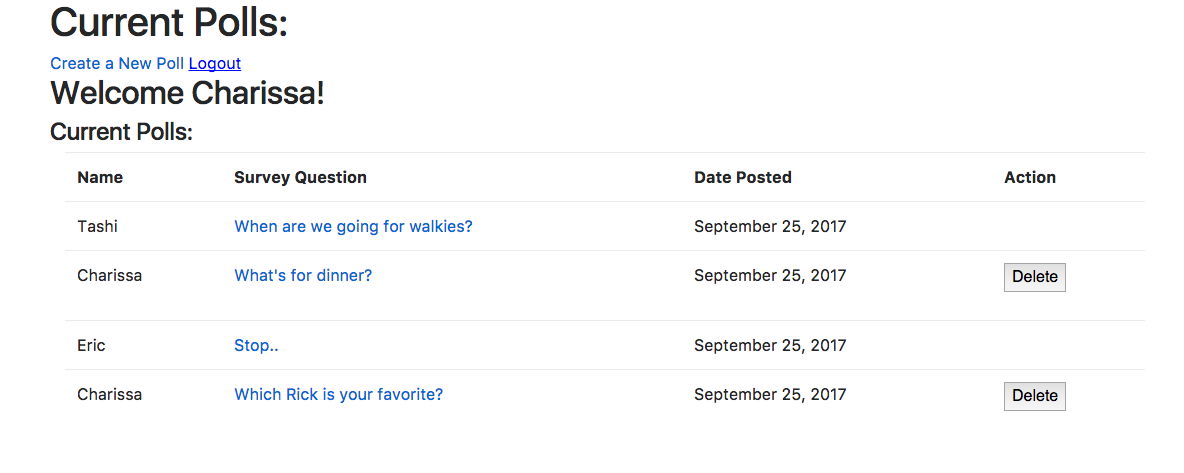 Current Polls:
Create a New Poll Logout
Welcome Charissa!
Current Polls:
Name Survey Question Date Posted Action
Tashi When are we going for walkies? September 25, 2017
Charissa What's for dinner? September 25, 2017 Delete
Eric Stop.. September 25, 2017
Charissa Which Rick is your favorite? September 25, 2017 Delete